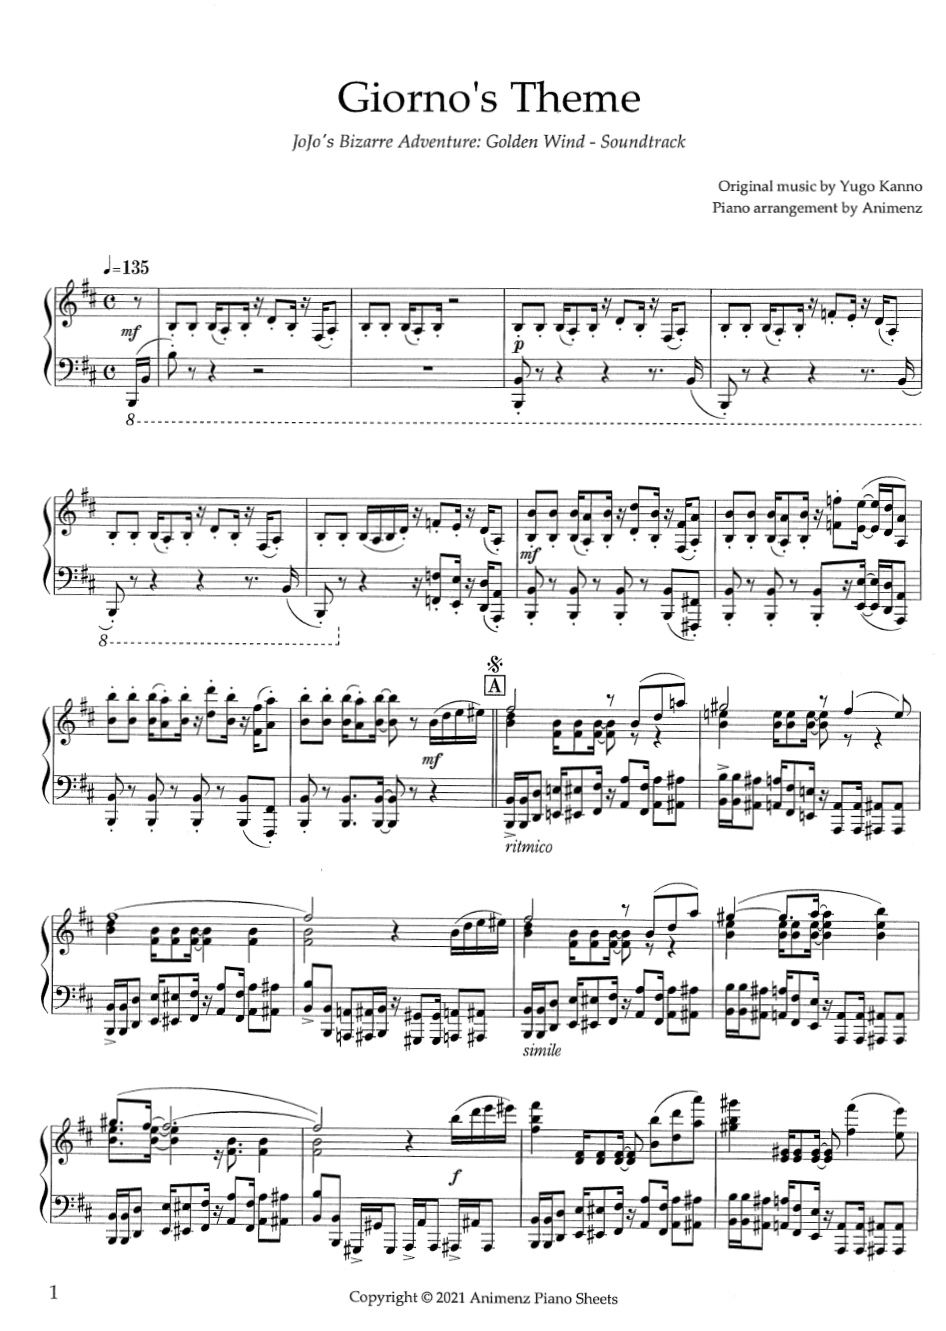 Giorno's Theme
JoJo's Bizarre Adventure: Golden Wind - Soundtrack
Original music by Yugo Kanno
Piano arrangement by Animenz
♩=135
mf
p
8
8
mf
A
mf
ritmico
simile
f
1
Copyright © 2021 Animenz Piano Sheets